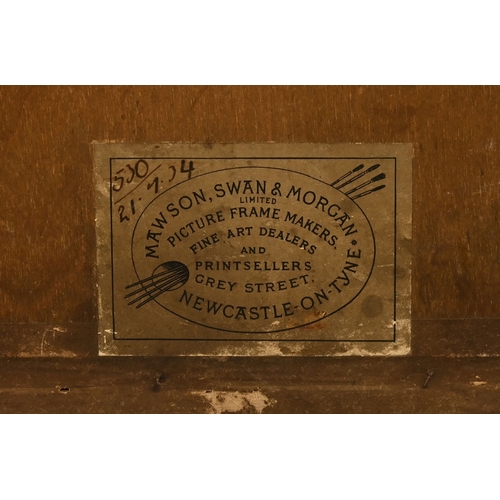 530
21.7.34
MAWSON, SWAN & MORGAN
LIMITED
PICTURE FRAME MAKERS,
FINE ART DEALERS
AND
PRINTSELLERS
GREY STREET,
NEWCASTLE-ON-TYNE